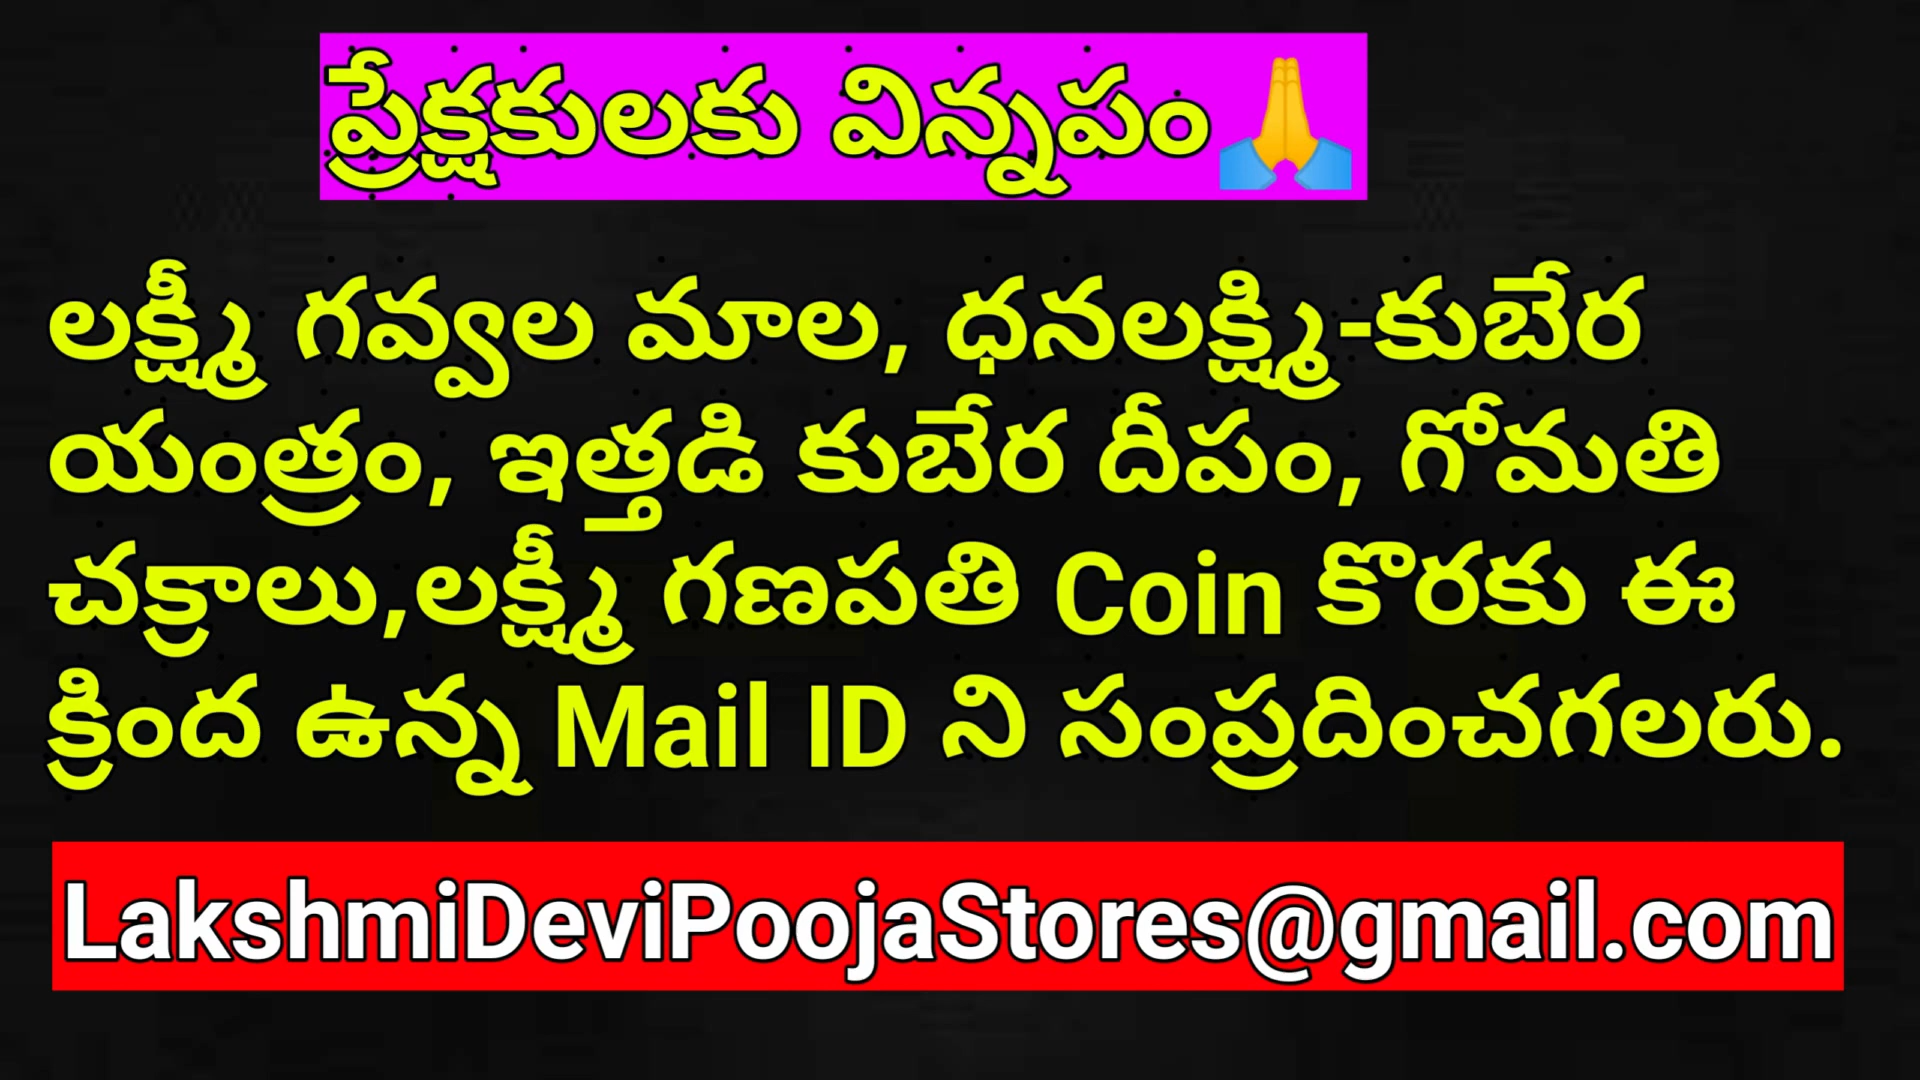 ప్రేక్షకులకు విన్నపం🙏
లక్ష్మీ గవ్వల మాల, ధనలక్ష్మి-కుబేర
యంత్రం, ఇత్తడి కుబేర దీపం, గోమతి
చక్రాలు,లక్ష్మీ గణపతి Coin కొరకు ఈ
క్రింద ఉన్న Mail ID ని సంప్రదించగలరు.
LakshmiDeviPoojaStores@gmail.com